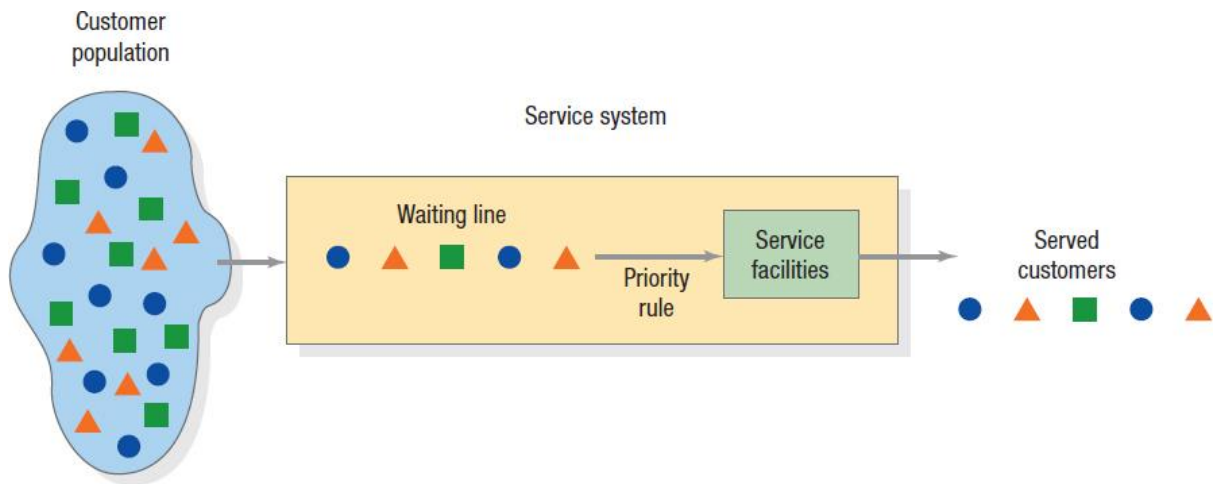 Customer
population
Service system
Waiting line
Priority
rule
Service
facilities
Served
customers